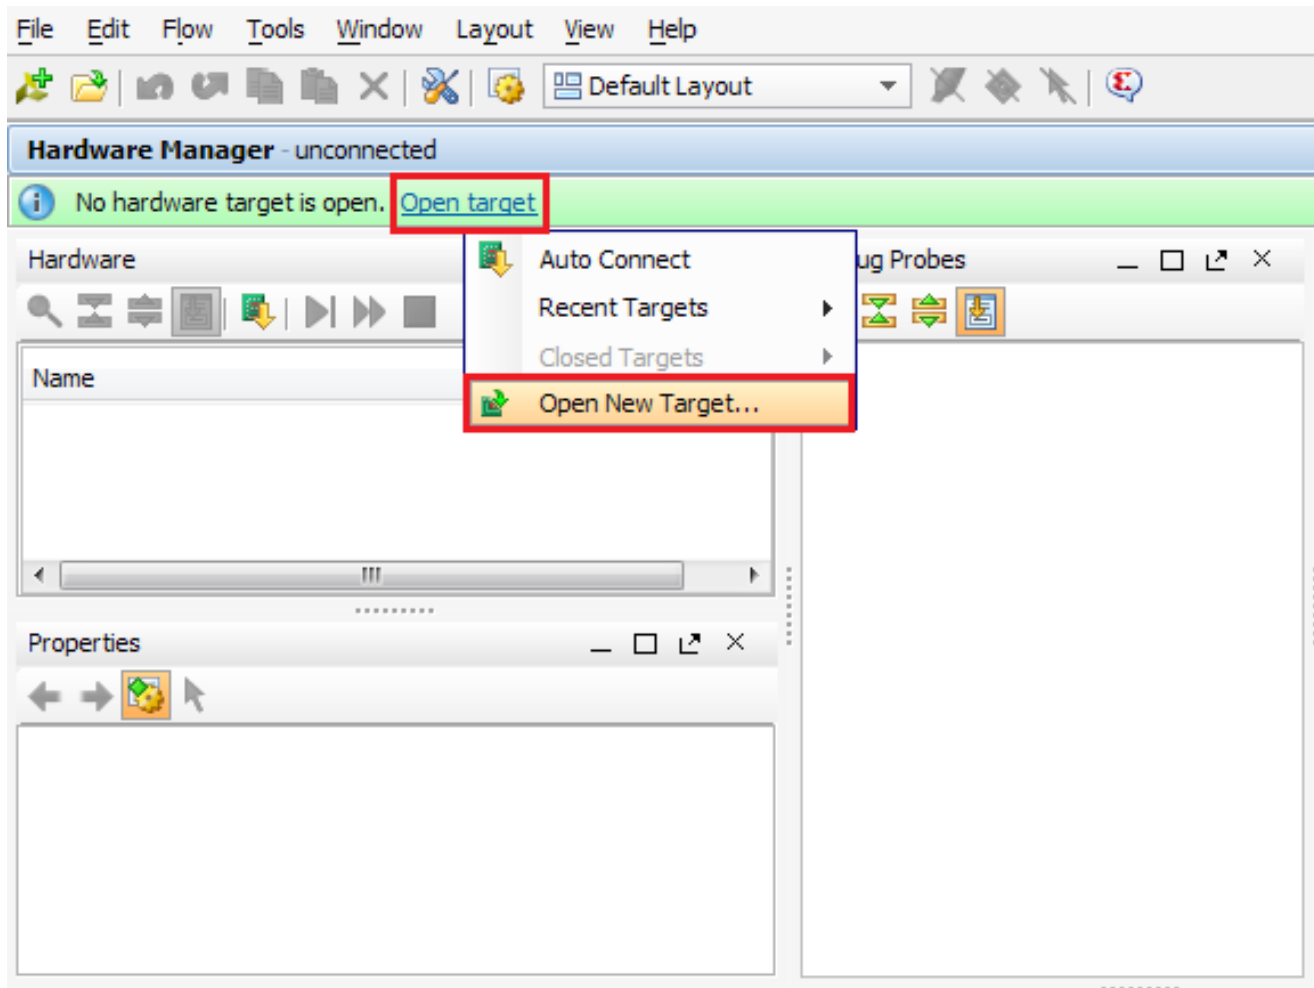 File Edit Flow Tools Window Layout View Help
Default Layout
Hardware Manager - unconnected
No hardware target is open. Open target
Hardware
Auto Connect
Recent Targets
Closed Targets
Open New Target...
ug Probes
Name
Properties